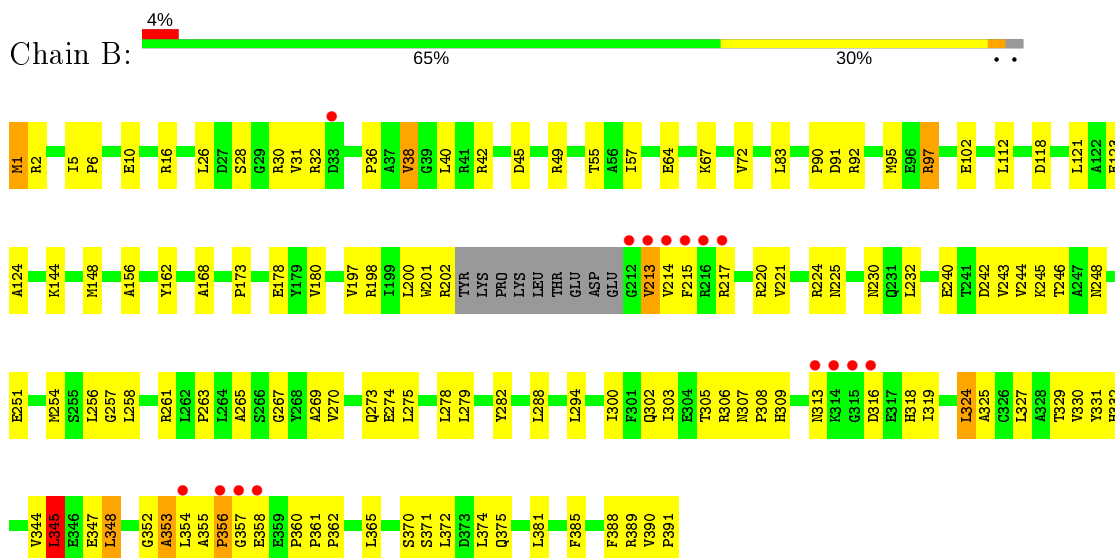 4%
Chain B:
65% 30% • •
M1 R2 I5 P6 E10 R16 L26 D27 S28 G29 R30 V31 R32 D33 P36 A37 V38 G39 L40 R41 R42 D45 R49 T55 A56 I57 E64 K67 V72 L83 P90 D91 R92 M95 E96 R97 E102 L112 D118 L121 A122
A124 K144 M148 A156 Y162 A168 P173 E178 Y179 V180 V197 R198 I199 L200 W201 R202 TYR LYS PRO LYS LEU THR GLU ASP GLU G212 V213 V214 F215 R216 R217 R220 V221 R224 N225 N230 Q231 L232 E240 T241 D242 V243 V244 K245 T246 A247 N248
E251 M254 S255 L256 G257 L258 R261 L262 P263 L264 A265 S266 G267 Y268 A269 V270 Q273 E274 L275 L278 L279 Y282 L288 L294 I300 F301 Q302 I303 E304 T305 R306 N307 P308 H309 N313 K314 G315 D316 E317 H318 I319 L324 A325 C326 L327 A328 T329 V330 Y331
V344 L345 E346 E347 L348 G352 A353 L354 A355 P356 G357 E358 E359 P360 P361 P362 L365 S370 S371 L372 D373 L374 Q375 L381 F385 F388 R389 V390 P391